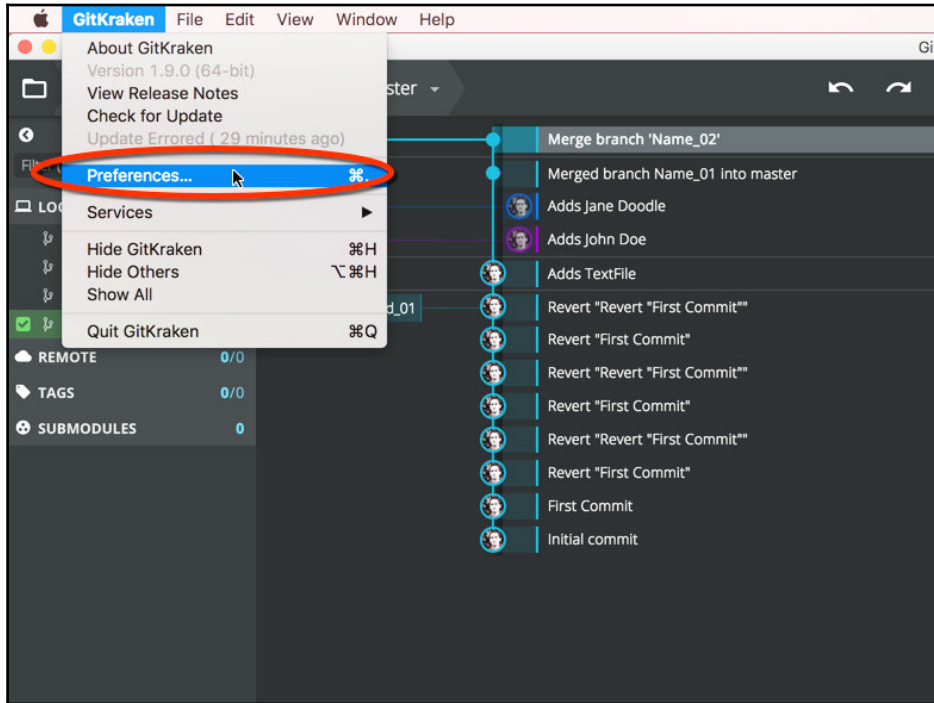 GitKraken File Edit View Window Help
About GitKraken
Version 1.9.0 (64-bit)
View Release Notes
Check for Update
Update Errored ( 29 minutes ago)
Preferences... ⌘,
Services
Hide GitKraken ⌘H
Hide Others ⌥⌘H
Show All
Quit GitKraken ⌘Q
Gi
ster
LOC
REMOTE 0/0
TAGS 0/0
SUBMODULES 0
d_01
Merge branch 'Name_02'
Merged branch Name_01 into master
Adds Jane Doodle
Adds John Doe
Adds TextFile
Revert "Revert "First Commit""
Revert "First Commit"
Revert "Revert "First Commit""
Revert "First Commit"
Revert "Revert "First Commit""
Revert "First Commit"
First Commit
Initial commit